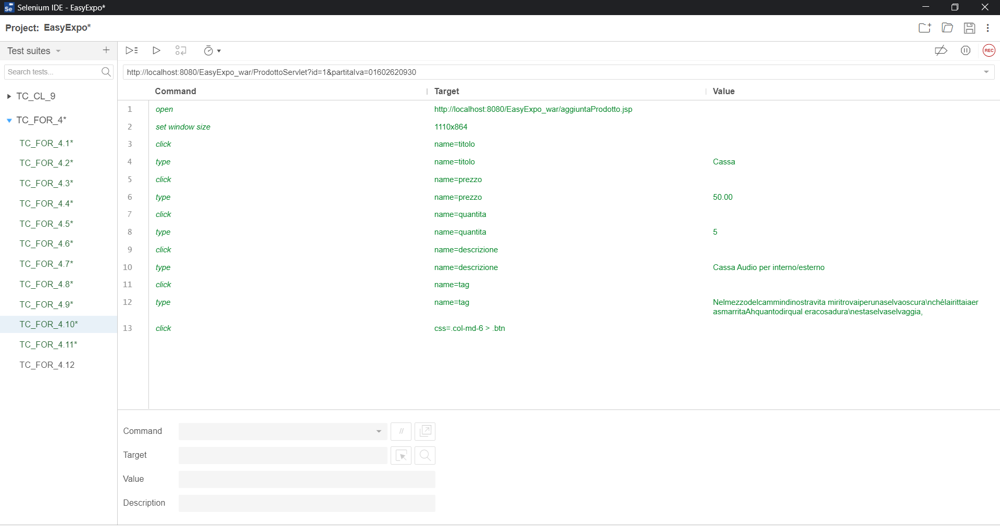 Selenium IDE - EasyExpo*
Project: EasyExpo*
Test suites
Search tests...
TC_CL_9
TC_FOR_4*
TC_FOR_4.1*
TC_FOR_4.2*
TC_FOR_4.3*
TC_FOR_4.4*
TC_FOR_4.5*
TC_FOR_4.6*
TC_FOR_4.7*
TC_FOR_4.8*
TC_FOR_4.9*
TC_FOR_4.10*
TC_FOR_4.11*
TC_FOR_4.12
REC
http://localhost:8080/EasyExpo_war/ProdottoServlet?id=1&partitaIva=01602620930
Command Target Value
1 open http://localhost:8080/EasyExpo_war/aggiuntaProdotto.jsp
2 set window size 1110x864
3 click name=titolo
4 type name=titolo Cassa
5 click name=prezzo
6 type name=prezzo 50.00
7 click name=quantita
8 type name=quantita 5
9 click name=descrizione
10 type name=descrizione Cassa Audio per interno/esterno
11 click name=tag
12 type name=tag Nelmezzodelcammindinostravita miritrovaiperunaselvaoscura\nchélairittaiaer
asmarritaAhquantodirqual eracosadura\nestaselvaselvaggia,
13 click css=.col-md-6 > .btn
Command //
Target
Value
Description